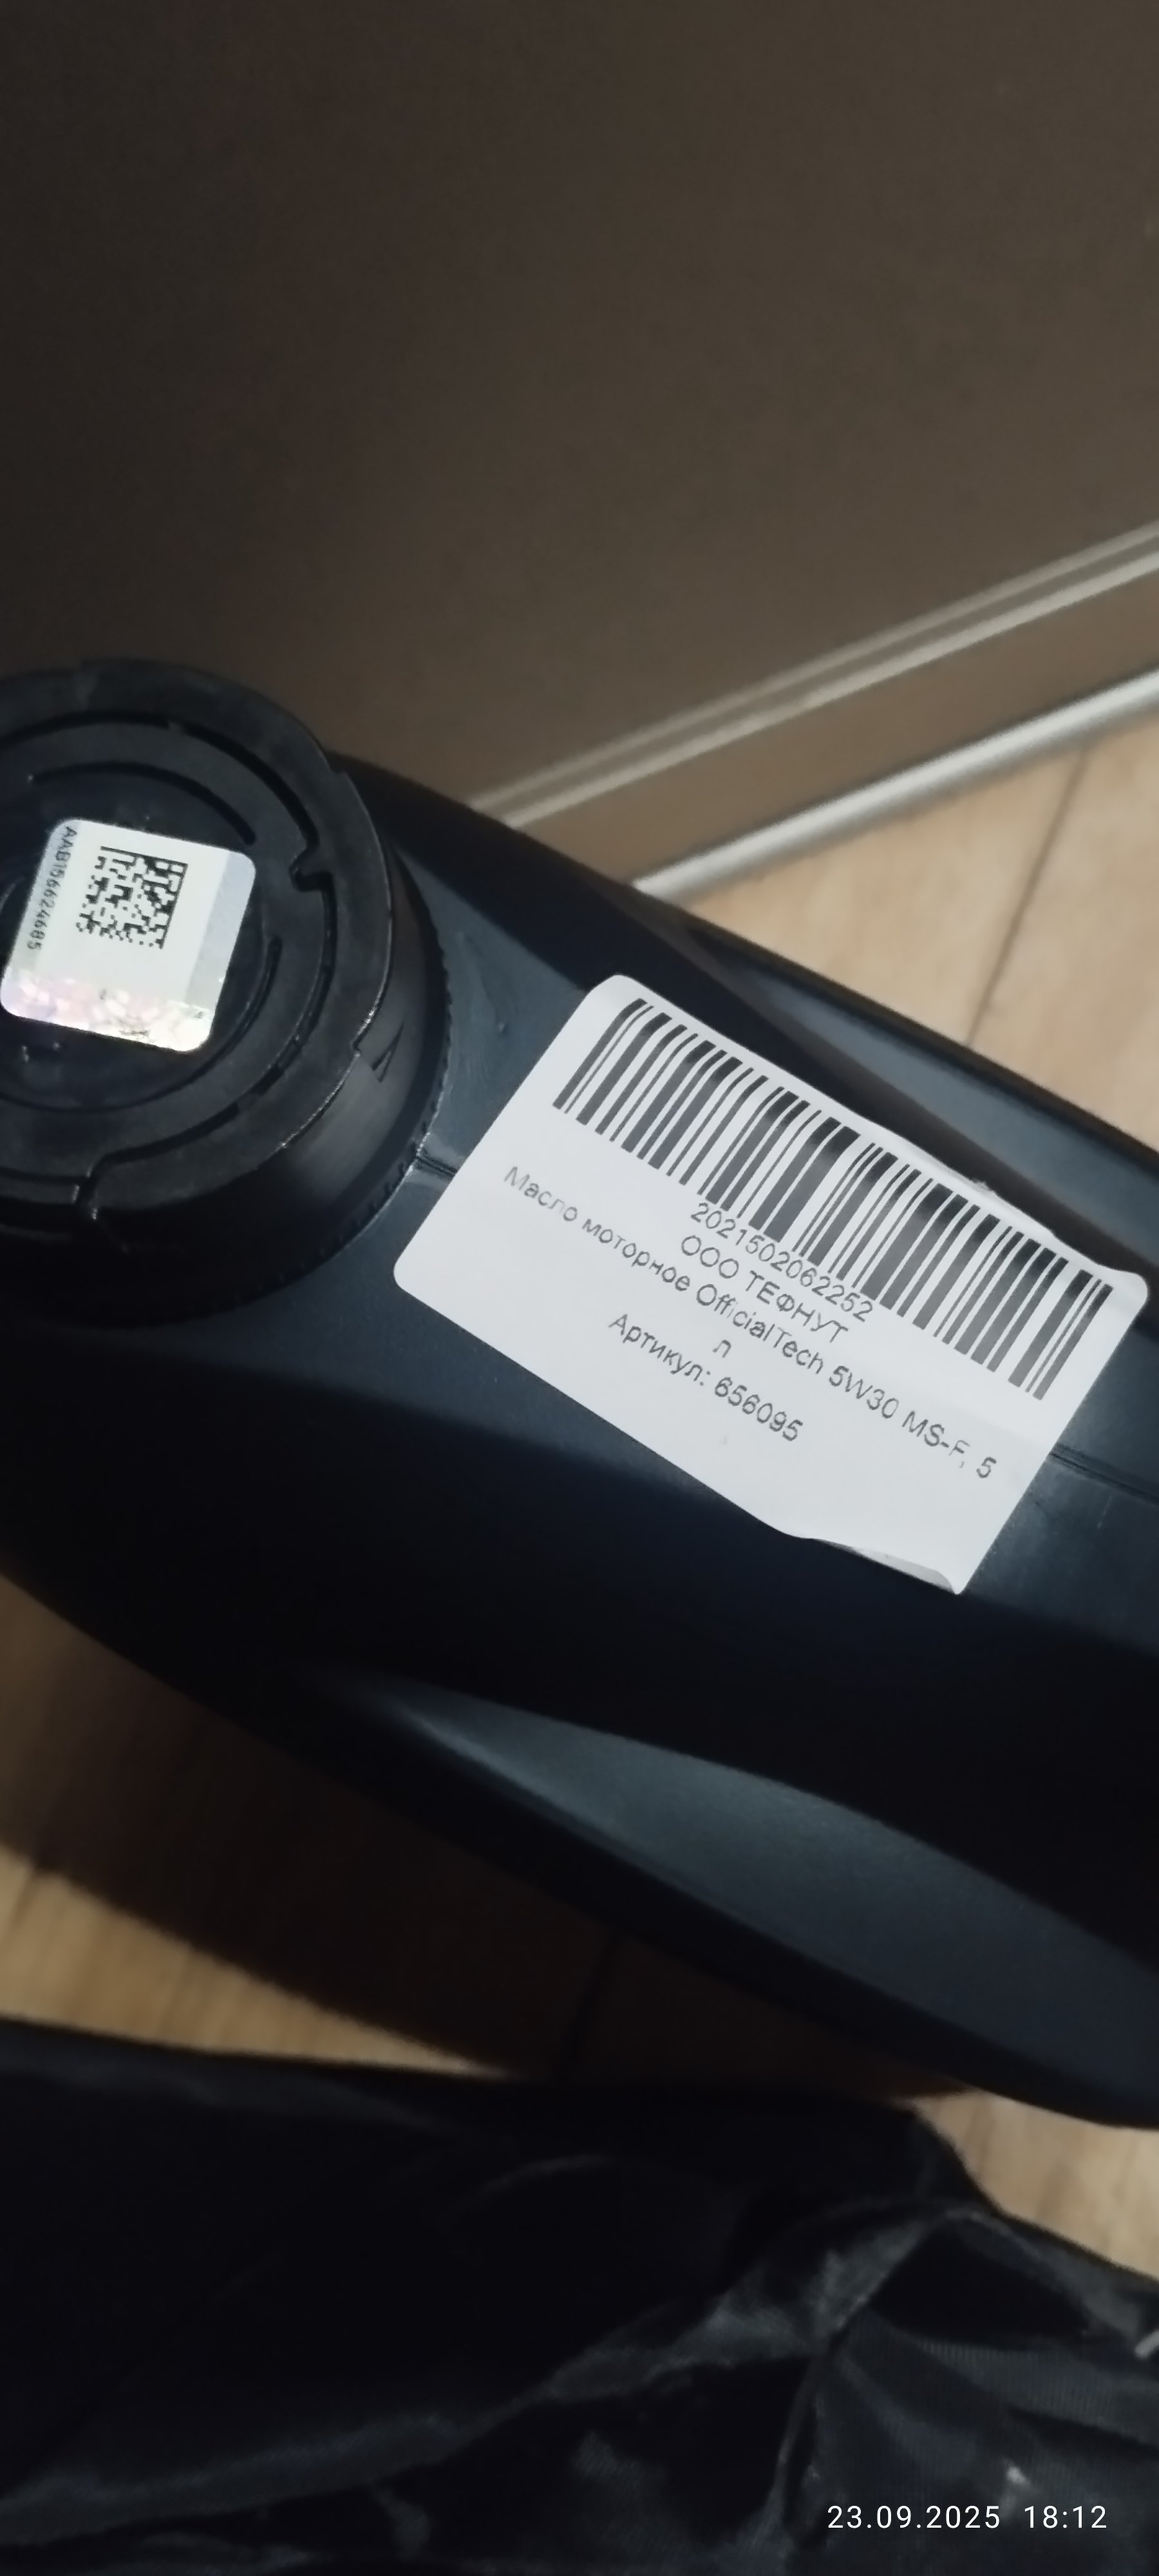 AAB15662468S
2021502062252
ООО ТЕФНУТ
Масло моторное OfficialTech 5W30 MS-F, 5
л
Артикул: 656095
23.09.2025 18:12